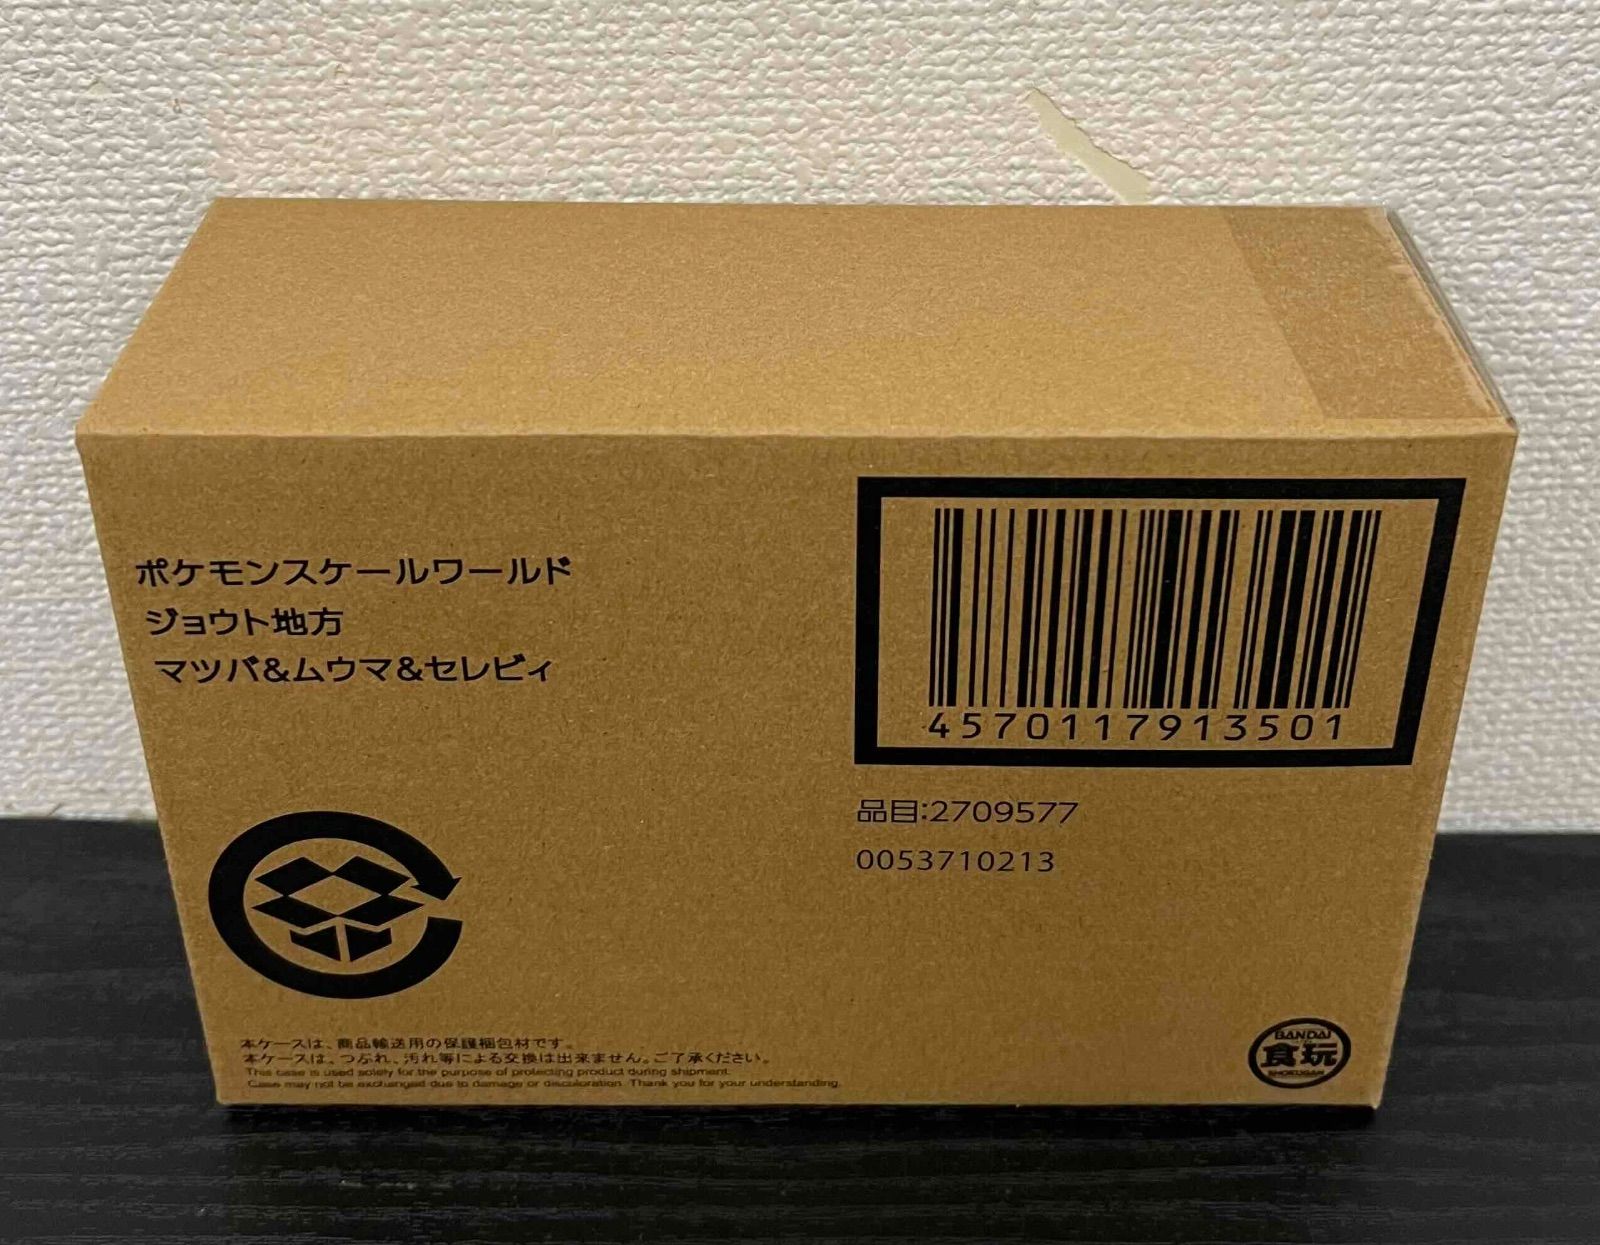 ポケモンスケールワールド
ジョウト地方
マツバ&ムウマ&セレビィ
4570117913501
品目:2709577
0053710213
本ケースは、商品輸送用の保護梱包材です。
本ケースは、つぶれ、汚れ等による交換は出来ません。ご了承ください。
This case is used solely for the purpose of protecting product during shipment.
Case may not be exchanged due to damage or discoloration. Thank you for your understanding.
BANDAI
食玩
SHOKUGAN